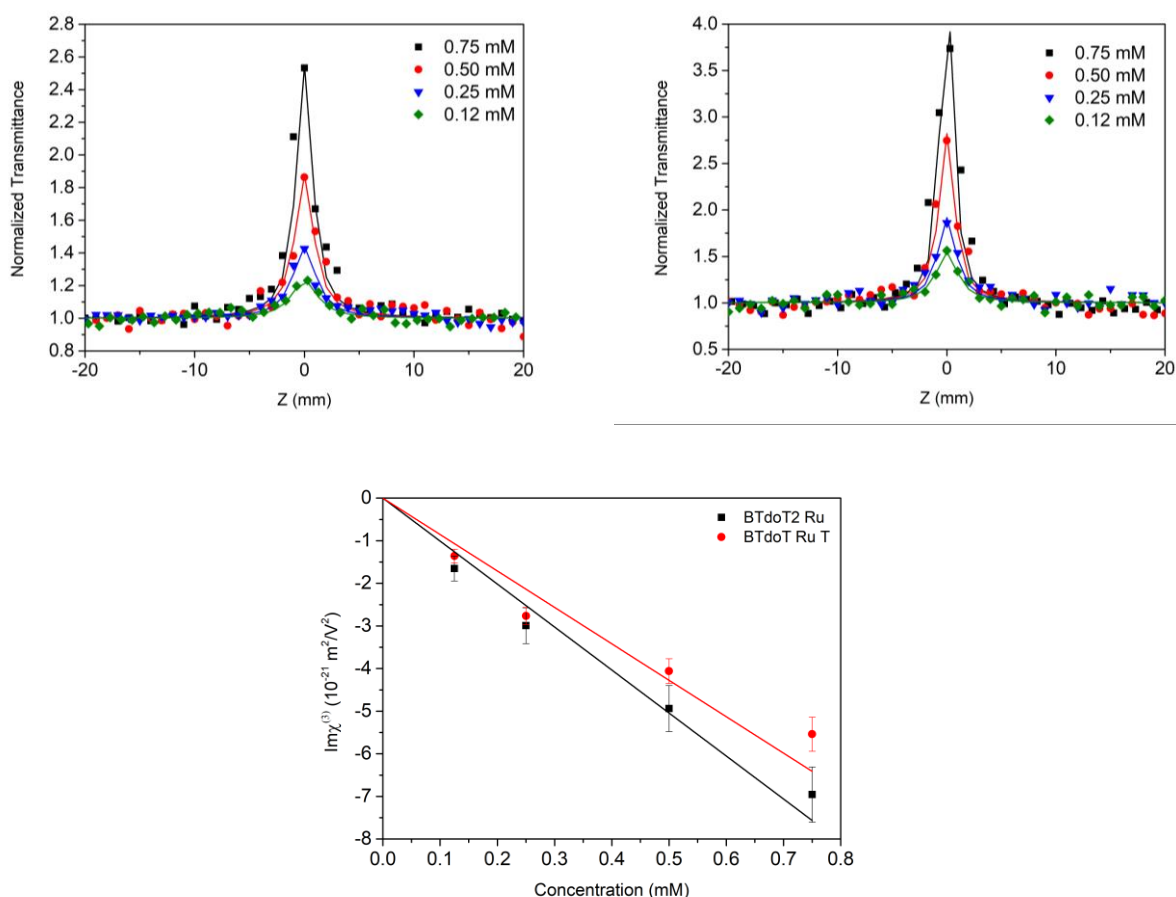 2.8
2.6
2.4
2.2
2.0
1.8
1.6
1.4
1.2
1.0
0.8
Normalized Transmittance
0.75 mM
0.50 mM
0.25 mM
0.12 mM
-20
-10
0
10
20
Z (mm)
4.0
3.5
3.0
2.5
2.0
1.5
1.0
0.5
Normalized Transmittance
0.75 mM
0.50 mM
0.25 mM
0.12 mM
-20
-10
0
10
20
Z (mm)
0
-1
-2
-3
-4
-5
-6
-7
-8
Imχ(3) (10-21 m2/V2)
BTdoT2 Ru
BTdoT Ru T
0.0
0.1
0.2
0.3
0.4
0.5
0.6
0.7
0.8
Concentration (mM)